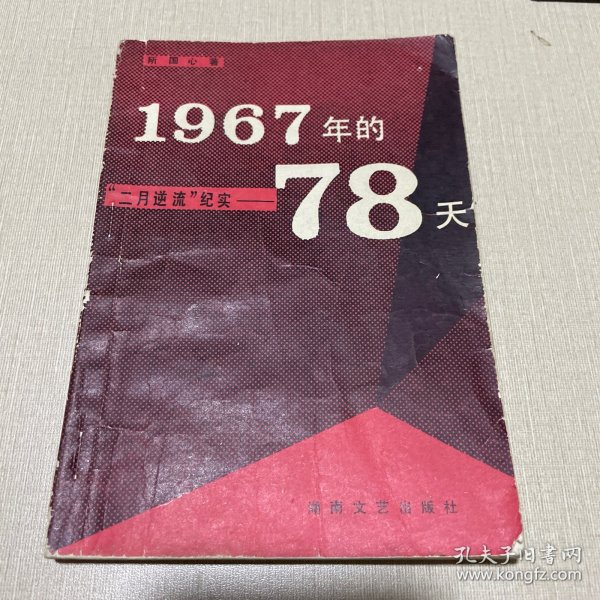 所国心著
1967年的
“二月逆流”纪实——
78天
湖南文艺出版社
孔夫子旧书网
www.kongfz.com